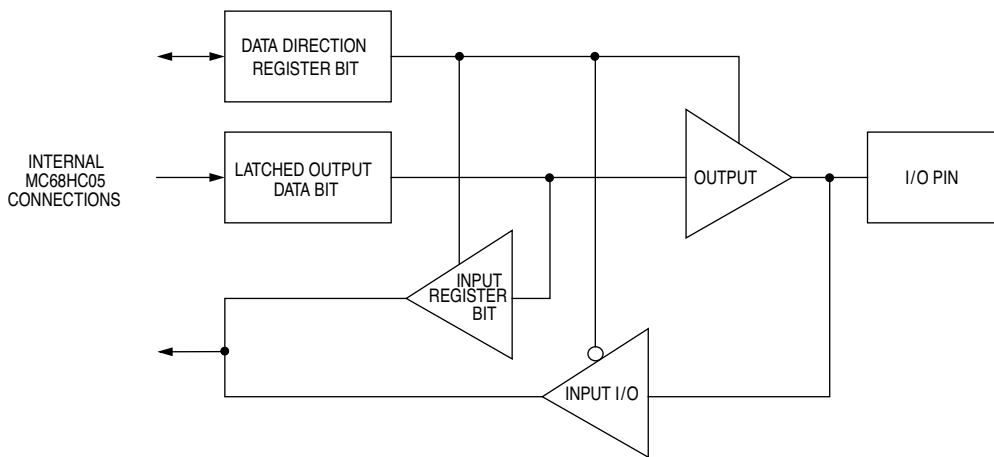 DATA DIRECTION
REGISTER BIT
INTERNAL
MC68HC05
CONNECTIONS
LATCHED OUTPUT
DATA BIT
OUTPUT
I/O PIN
INPUT
REGISTER
BIT
INPUT I/O